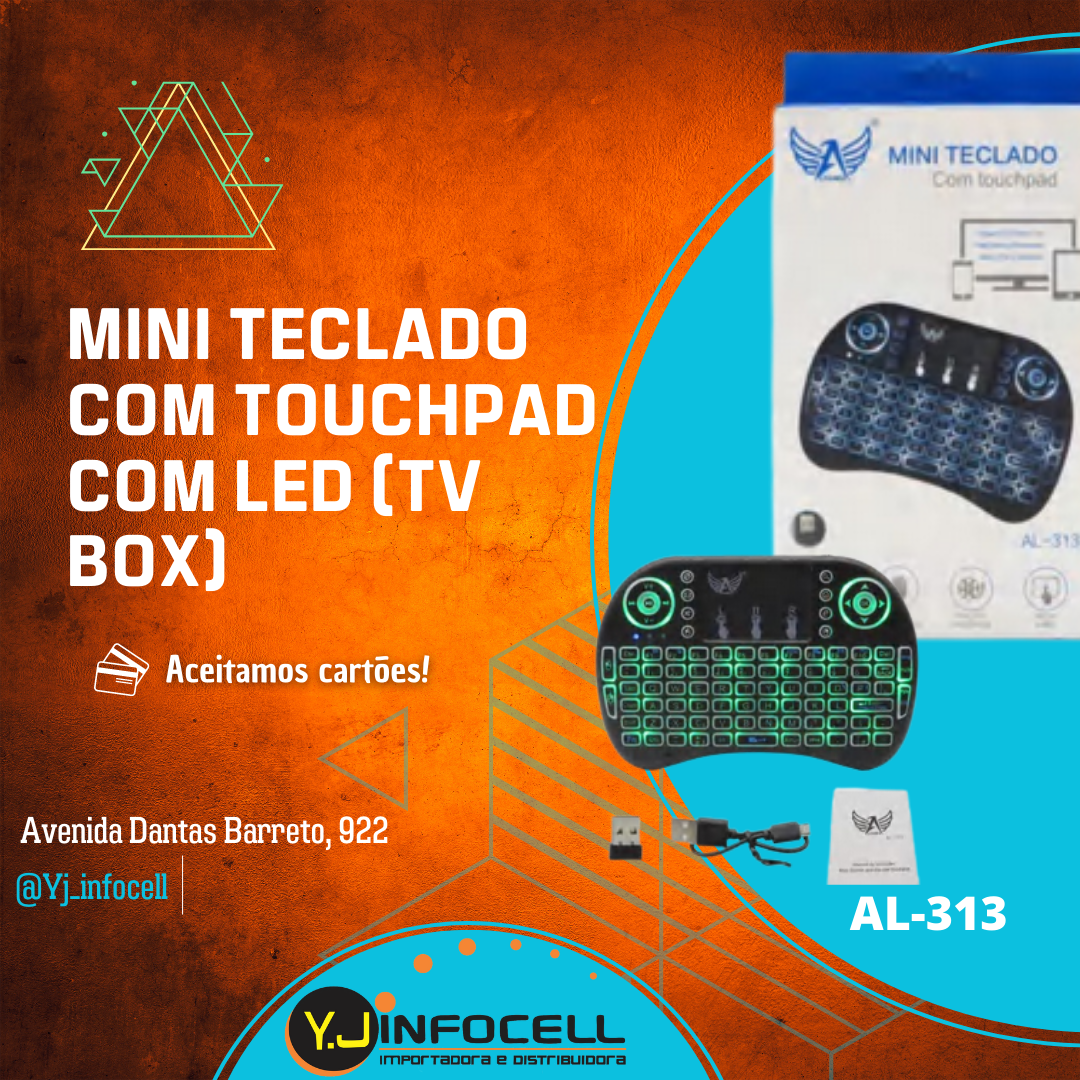 MINI TECLADO
Com touchpad
AL-313
MINI TECLADO
COM TOUCHPAD
COM LED (TV
BOX)
Aceitamos cartões!
Avenida Dantas Barreto, 922
@Yj_infocell
AL-313
Y.J INFOCELL
IMPORTADORA E DISTRIBUIDORA